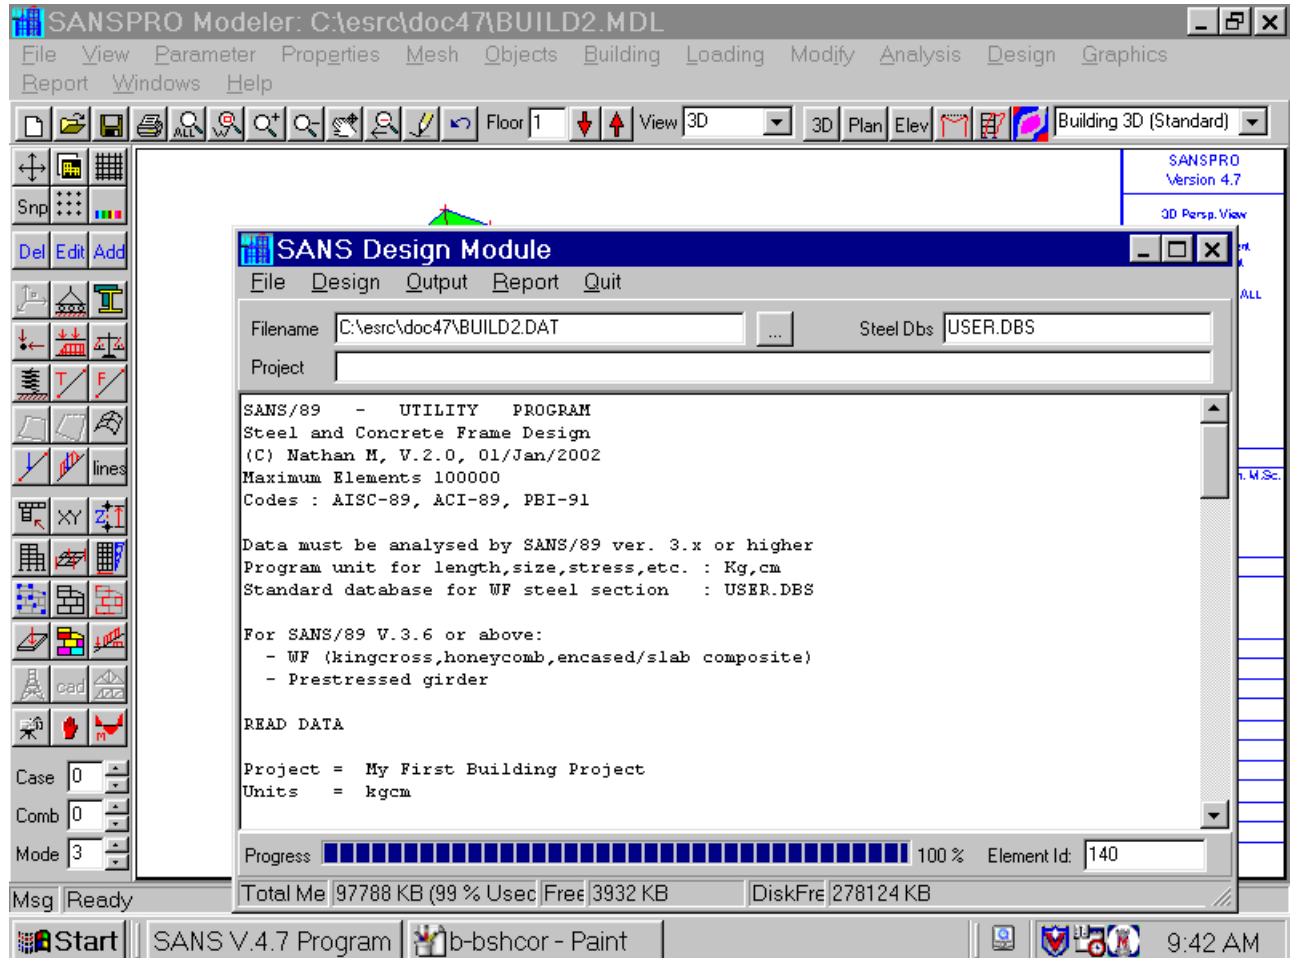 SANSPRO Modeler: C:\esrc\doc47\BUILD2.MDL
File View Parameter Properties Mesh Objects Building Loading Modify Analysis Design Graphics
Report Windows Help
ALL W Floor 1 View 3D 3D Plan Elev Building 3D (Standard)
SANSPRO
Version 4.7
3D Persp. View
ALL
Snp
Del Edit Add
T F
lines
XY Z
cad
M
Case 0
Comb 0
Mode 3
SANS Design Module
File Design Output Report Quit
Filename C:\esrc\doc47\BUILD2.DAT ... Steel Dbs USER.DBS
Project
SANS/89 - UTILITY PROGRAM
Steel and Concrete Frame Design
(C) Nathan M, V.2.0, 01/Jan/2002
Maximum Elements 100000
Codes : AISC-89, ACI-89, PBI-91
Data must be analysed by SANS/89 ver. 3.x or higher
Program unit for length,size,stress,etc. : Kg,cm
Standard database for WF steel section : USER.DBS
For SANS/89 V.3.6 or above:
- WF (kingcross,honeycomb,encased/slab composite)
- Prestressed girder
READ DATA
Project = My First Building Project
Units = kgcm
M.Sc.
Progress 100 % Element Id: 140
Total Me 97788 KB (99 % Used Free 3932 KB DiskFre 278124 KB
Msg Ready
Start SANS V.4.7 Program b-bshcor - Paint 9:42 AM